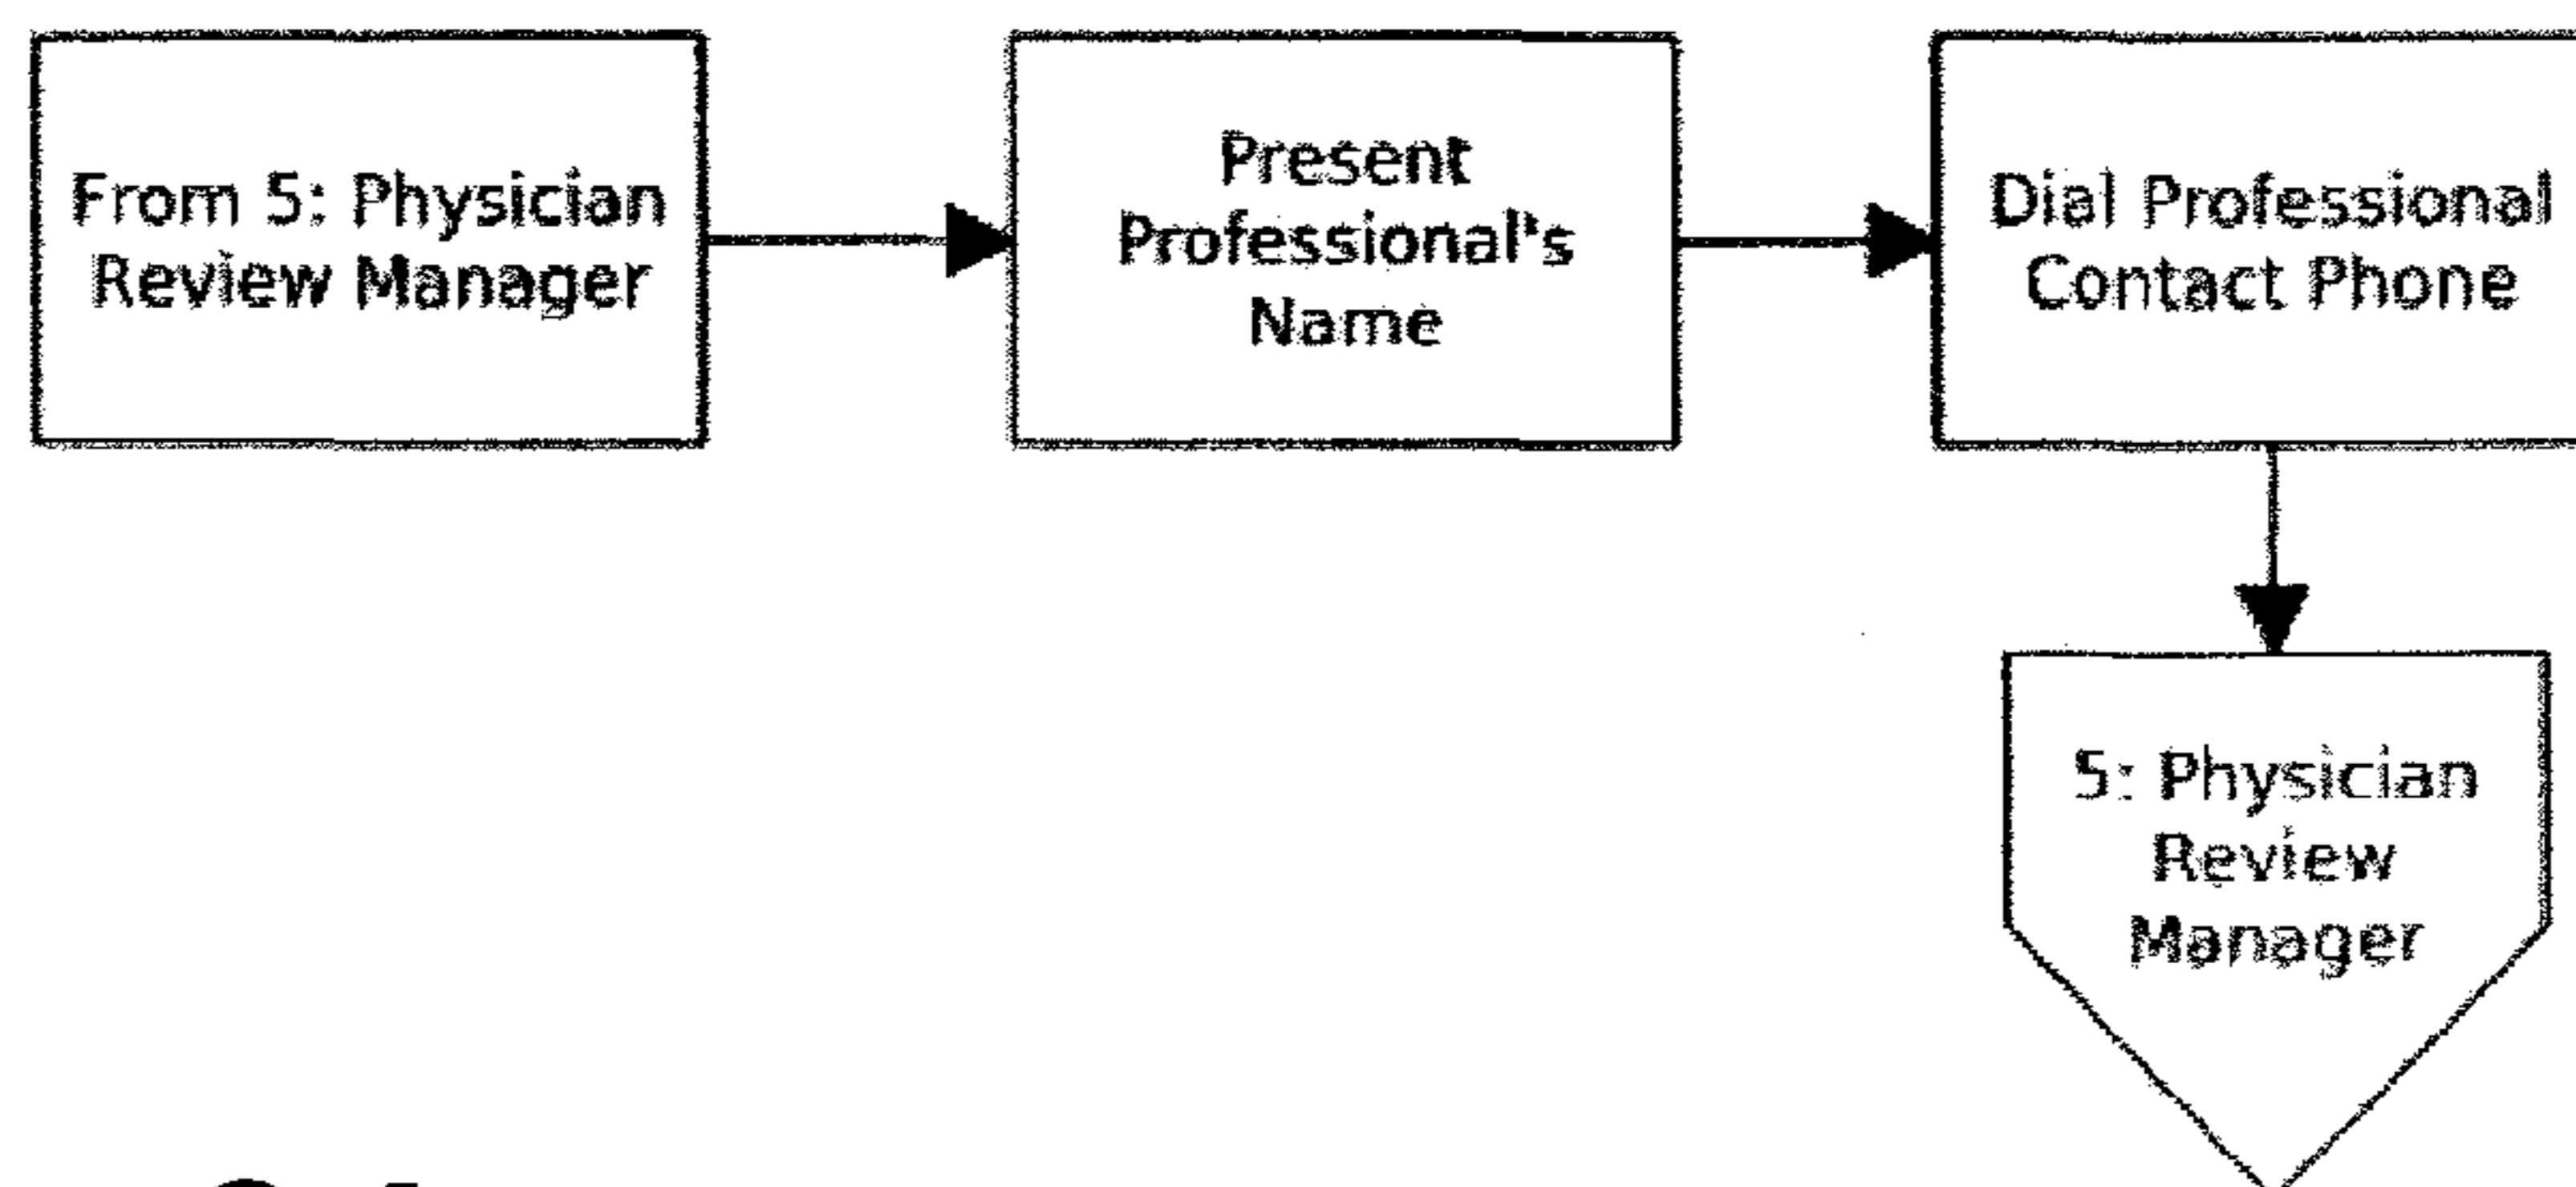 From 5: Physician
Review Manager
Present
Professional's
Name
Dial Professional
Contact Phone
5: Physician
Review
Manager